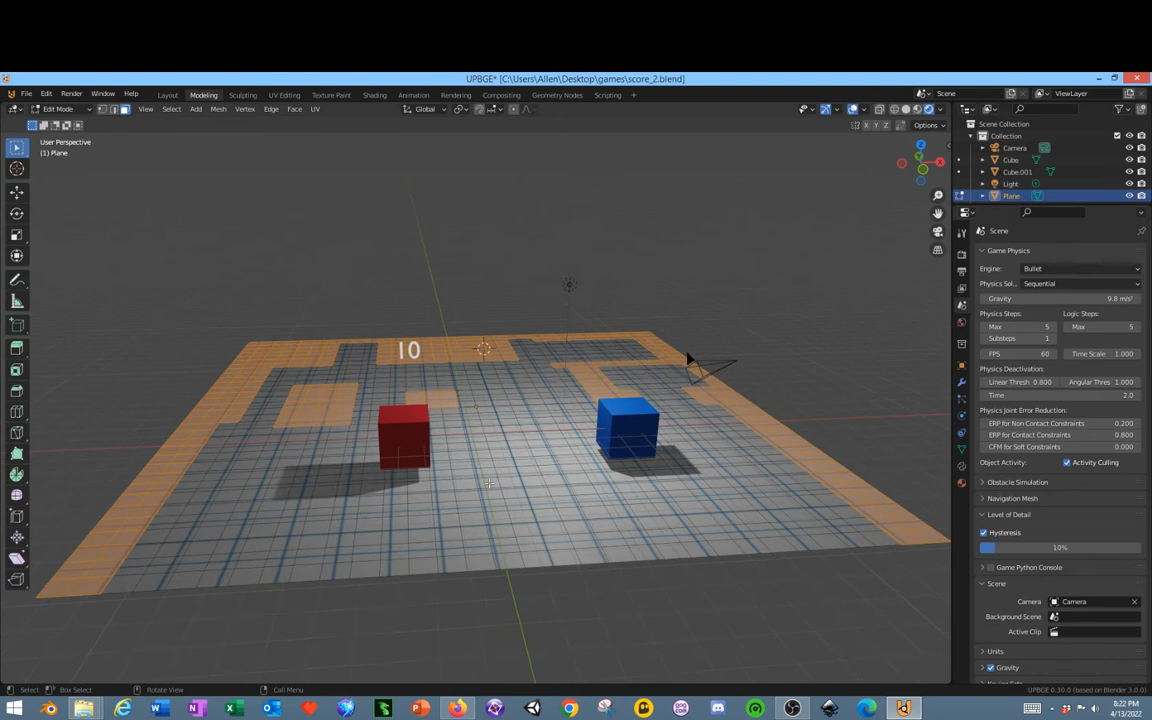 UPBGE* [C:\Users\Allen\Desktop\games\score_2.blend]
File Edit Render Window Help Layout Modeling Sculpting UV Editing Texture Paint Shading Animation Rendering Compositing Geometry Nodes Scripting + Scene ViewLayer
Edit Mode View Select Add Mesh Vertex Edge Face UV Global
X Y Z Options
User Perspective
(1) Plane
Z
Y
X
10
Scene Collection
Collection
Camera
Cube
Cube.001
Light
Plane
Scene
Game Physics
Engine: Bullet
Physics Sol... Sequential
Gravity 9.8 m/s²
Physics Steps: Logic Steps:
Max 5 Max 5
Substeps 1
FPS 60 Time Scale 1.000
Physics Deactivation:
Linear Thresh 0.800 Angular Thres 1.000
Time 2.0
Physics Joint Error Reduction:
ERP for Non Contact Constraints 0.200
ERP for Contact Constraints 0.800
CFM for Soft Constraints 0.000
Object Activity: Activity Culling
Obstacle Simulation
Navigation Mesh
Level of Detail
Hysteresis
10%
Game Python Console
Scene
Camera Camera
Background Scene
Active Clip
Units
Gravity
Select Box Select Rotate View Call Menu UPBGE 0.30.0 (based on Blender 3.0.0)
8:22 PM
4/13/2022